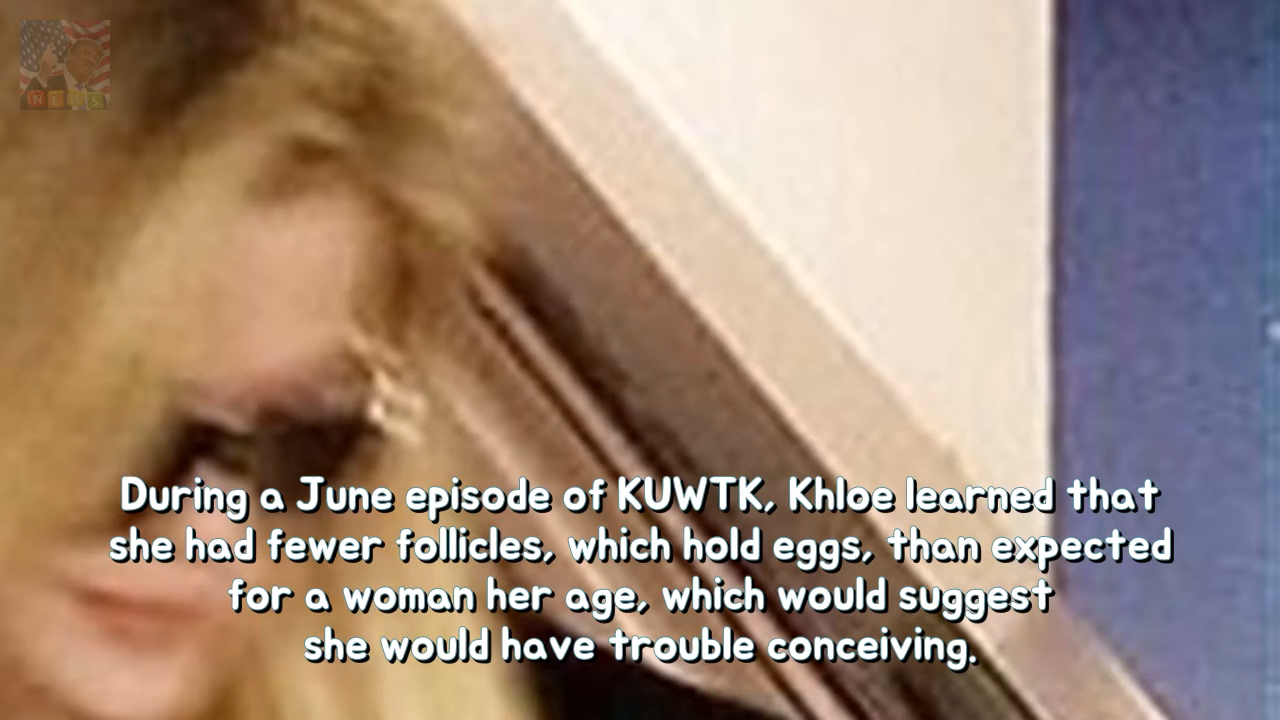 NEWS
During a June episode of KUWTK, Khloe learned that
she had fewer follicles, which hold eggs, than expected
for a woman her age, which would suggest
she would have trouble conceiving.